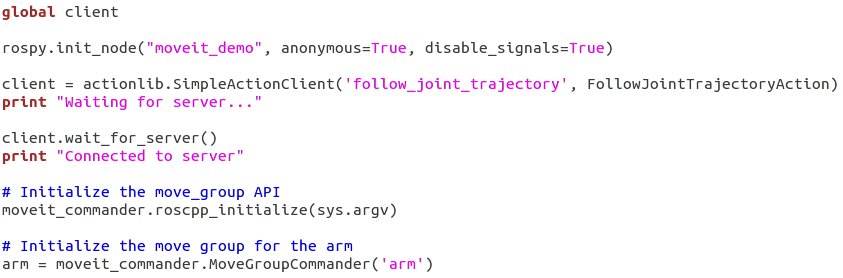 global client
rospy.init_node("moveit_demo", anonymous=True, disable_signals=True)
client = actionlib.SimpleActionClient('follow_joint_trajectory', FollowJointTrajectoryAction)
print "Waiting for server..."
client.wait_for_server()
print "Connected to server"
# Initialize the move_group API
moveit_commander.roscpp_initialize(sys.argv)
# Initialize the move group for the arm
arm = moveit_commander.MoveGroupCommander('arm')